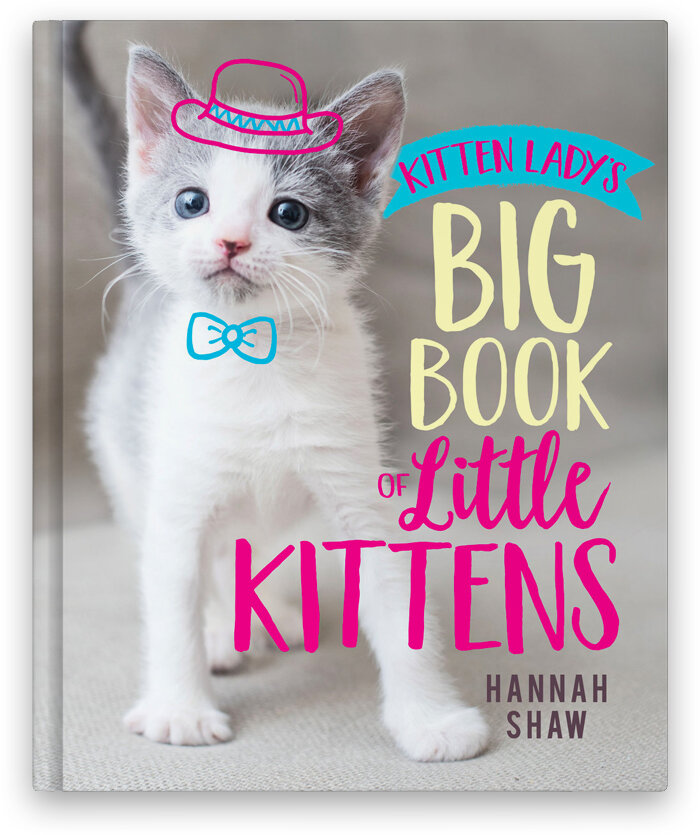 KITTEN LADY'S
BIG
BOOK
OF Little
KITTENS
HANNAH
SHAW